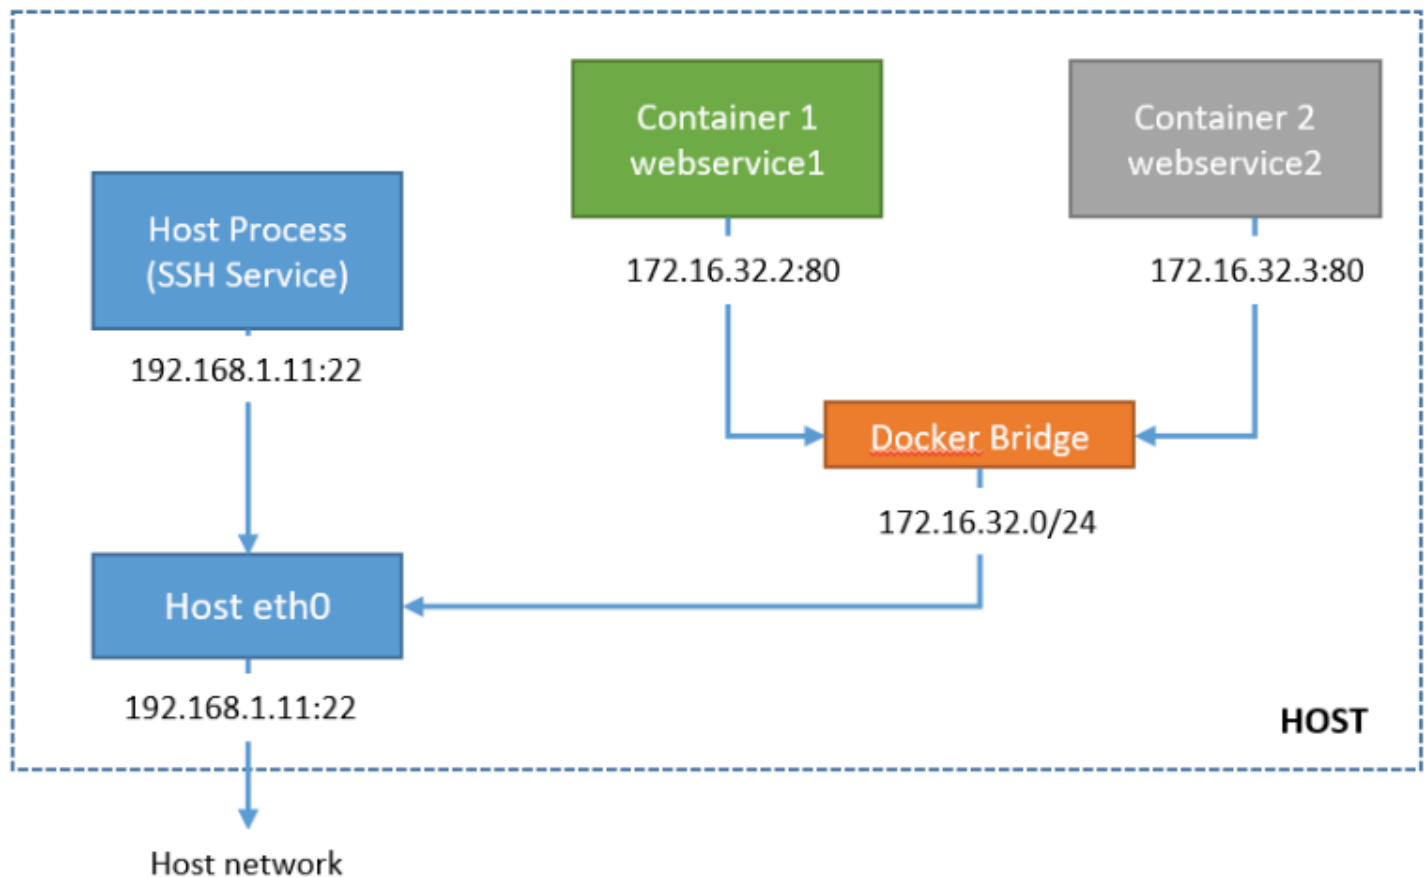 Container 1
webservice1
Container 2
webservice2
Host Process
(SSH Service)
172.16.32.2:80
172.16.32.3:80
192.168.1.11:22
Docker Bridge
172.16.32.0/24
Host eth0
192.168.1.11:22
HOST
Host network